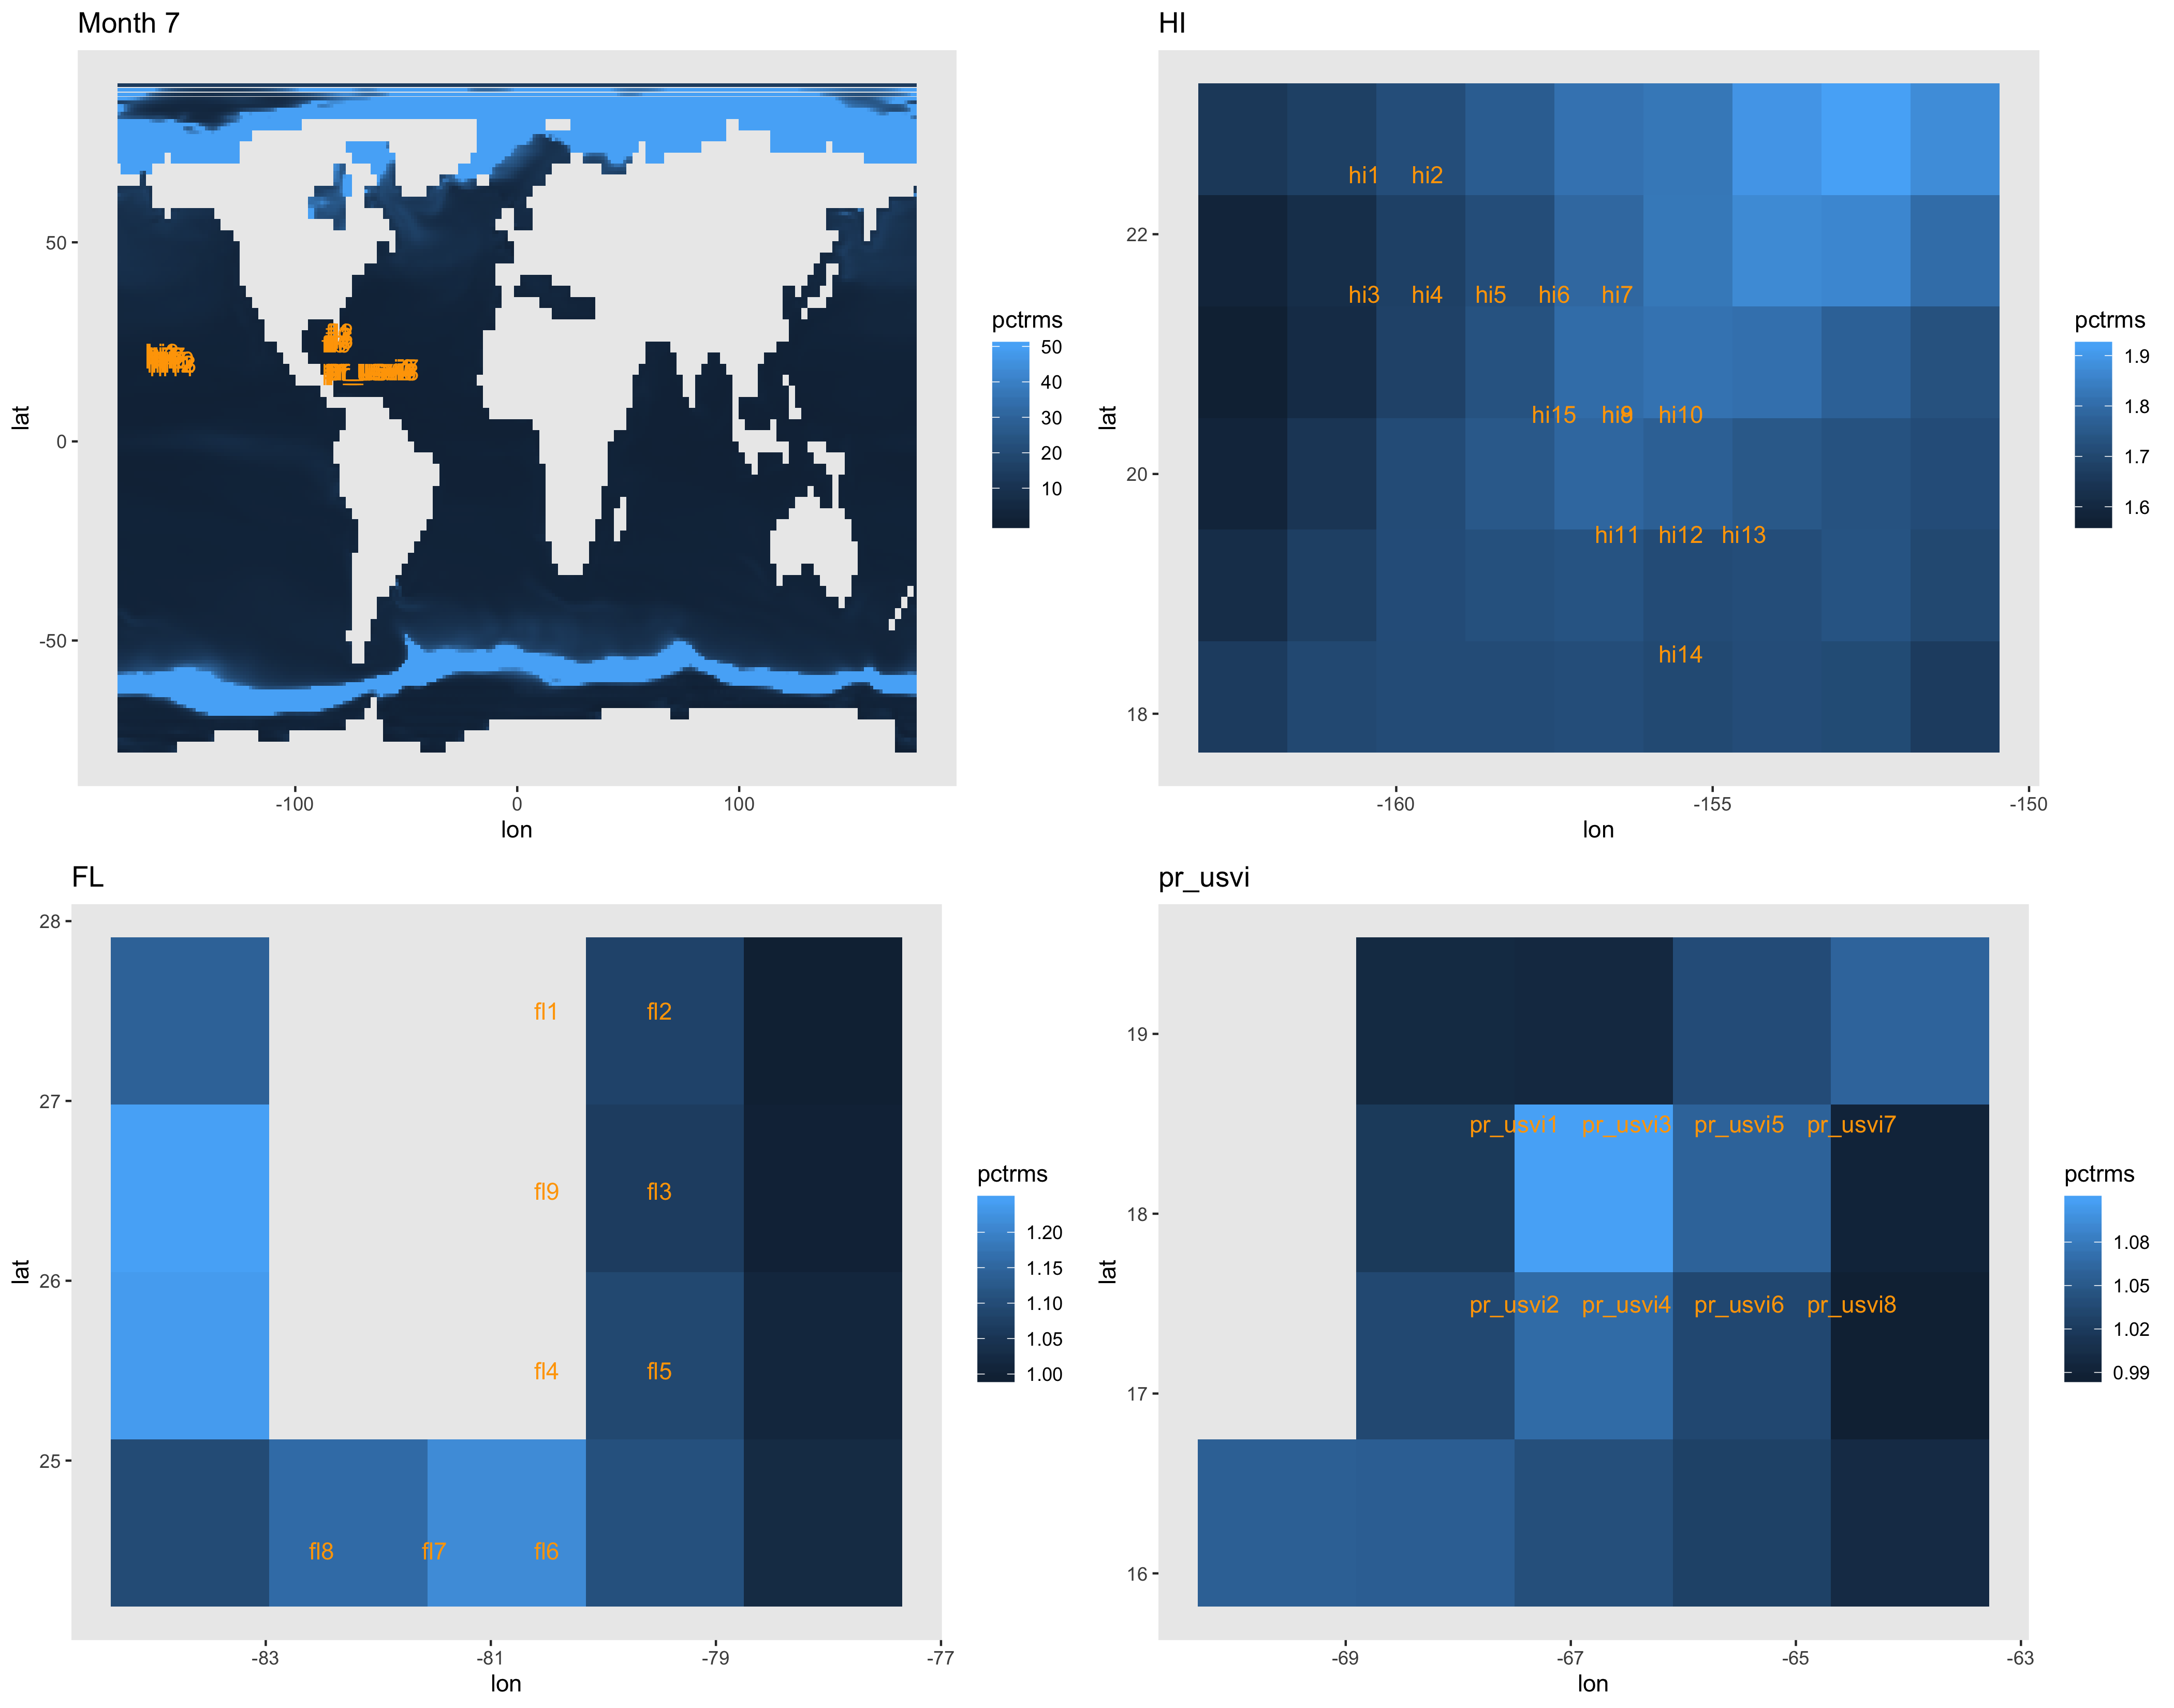 Month 7
50
0
-50
lat
-100
0
100
lon
pctrms
50
40
30
20
10
HI
hi1 hi2
hi3 hi4 hi5 hi6 hi7
hi15 hi10
hi11 hi12 hi13
hi14
22
20
18
lat
-160
-155
-150
lon
pctrms
1.9
1.8
1.7
1.6
FL
fl1 fl2
fl9 fl3
fl4 fl5
fl8 fl7 fl6
28
27
26
25
lat
-83
-81
-79
-77
lon
pctrms
1.20
1.15
1.10
1.05
1.00
pr_usvi
pr_usvi1 pr_usvi3 pr_usvi5 pr_usvi7
pr_usvi2 pr_usvi4 pr_usvi6 pr_usvi8
19
18
17
16
lat
-69
-67
-65
-63
lon
pctrms
1.08
1.05
1.02
0.99